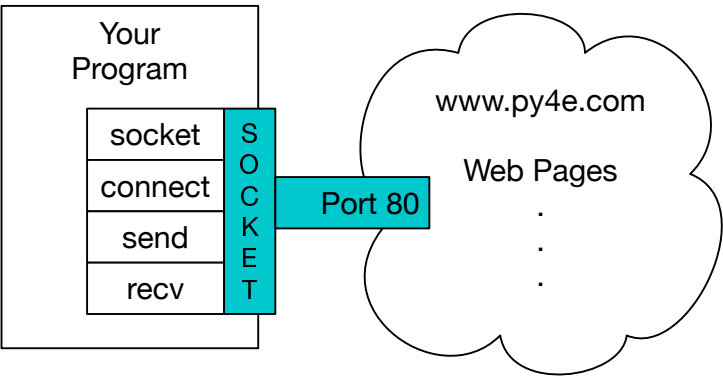 Your
Program
socket
connect
send
recv
S
O
C
K
E
T
Port 80
www.py4e.com
Web Pages
.
.
.